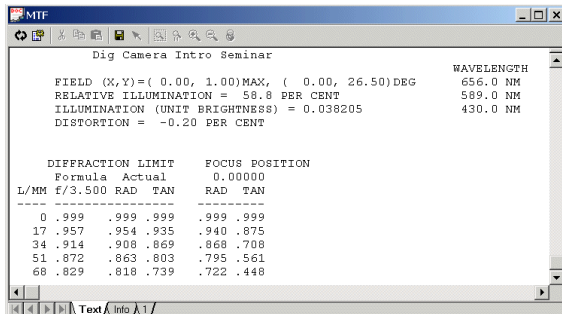 MTF
Dig Camera Intro Seminar
WAVELENGTH
FIELD (X,Y)=( 0.00, 1.00)MAX, ( 0.00, 26.50)DEG 656.0 NM
RELATIVE ILLUMINATION = 58.8 PER CENT 589.0 NM
ILLUMINATION (UNIT BRIGHTNESS) = 0.038205 430.0 NM
DISTORTION = -0.20 PER CENT
DIFFRACTION LIMIT FOCUS POSITION
Formula Actual 0.00000
L/MM f/3.500 RAD TAN RAD TAN
---- ----------------- ---------
0 .999 .999 .999 .999 .999
17 .957 .954 .935 .940 .875
34 .914 .908 .869 .868 .708
51 .872 .863 .803 .795 .561
68 .829 .818 .739 .722 .448
Text Info 1